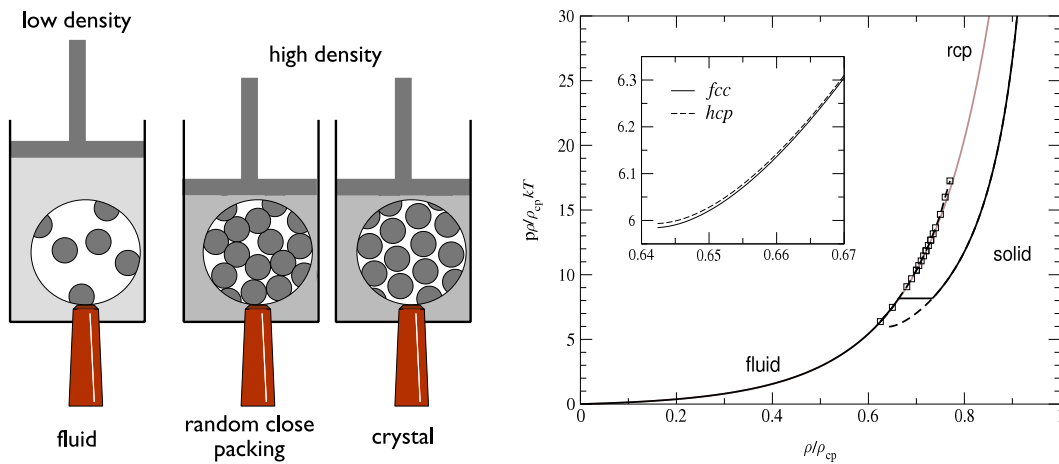 low density
high density
fluid
random close
packing
crystal
30
25
20
15
10
5
0
pρ/ρcp kT
0
0.2
0.4
0.6
0.8
1
ρ/ρcp
rcp
solid
fluid
6.3
6.2
6.1
6
0.64
0.65
0.66
0.67
fcc
hcp